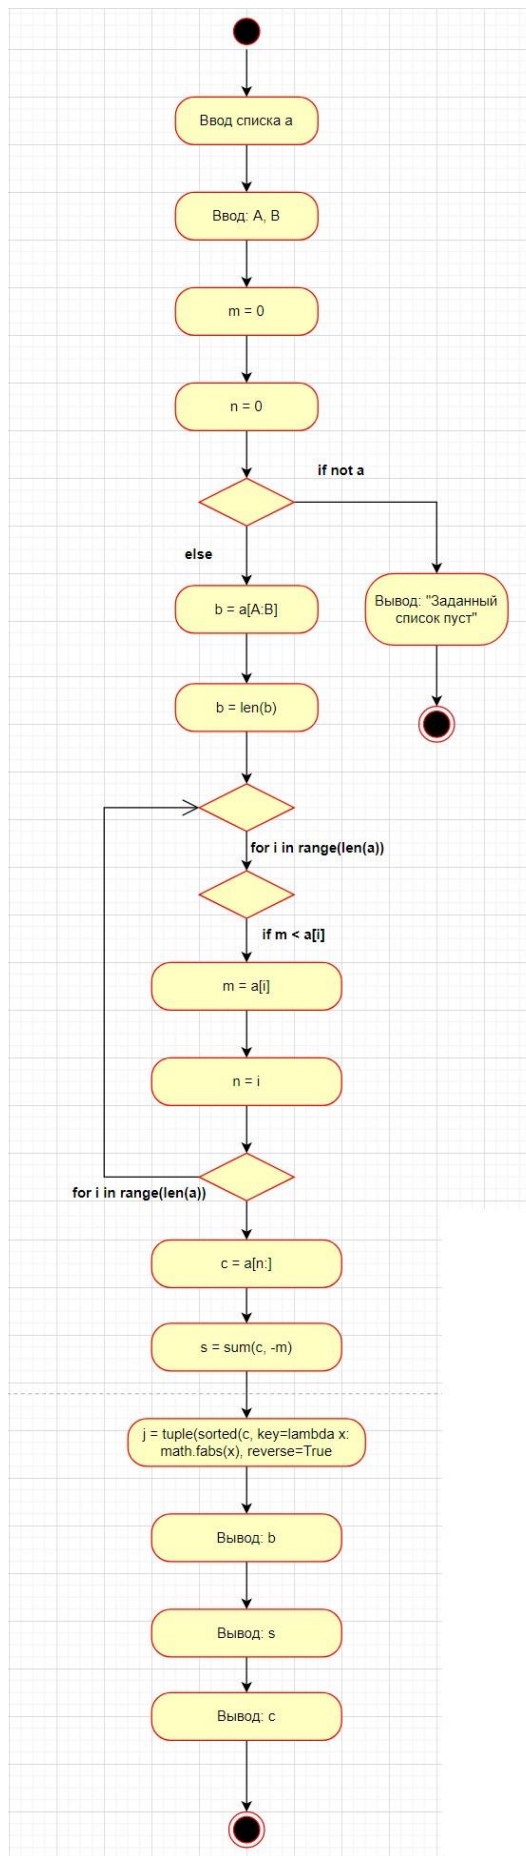 Ввод списка a
Ввод: A, B
m = 0
n = 0
if not a
else
b = a[A:B]
Вывод: "Заданный
список пуст"
b = len(b)
for i in range(len(a))
if m < a[i]
m = a[i]
n = i
for i in range(len(a))
c = a[n:]
s = sum(c, -m)
j = tuple(sorted(c, key=lambda x:
math.fabs(x), reverse=True
Вывод: b
Вывод: s
Вывод: c